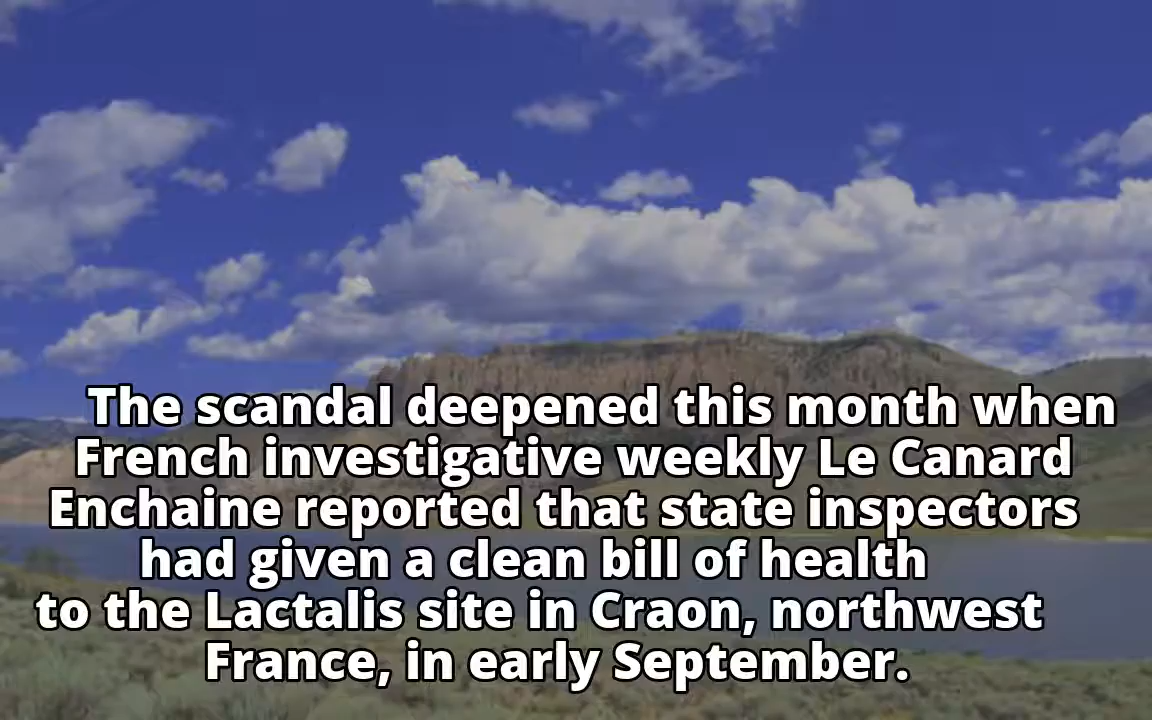 The scandal deepened this month when
French investigative weekly Le Canard
Enchaine reported that state inspectors
had given a clean bill of health
to the Lactalis site in Craon, northwest
France, in early September.